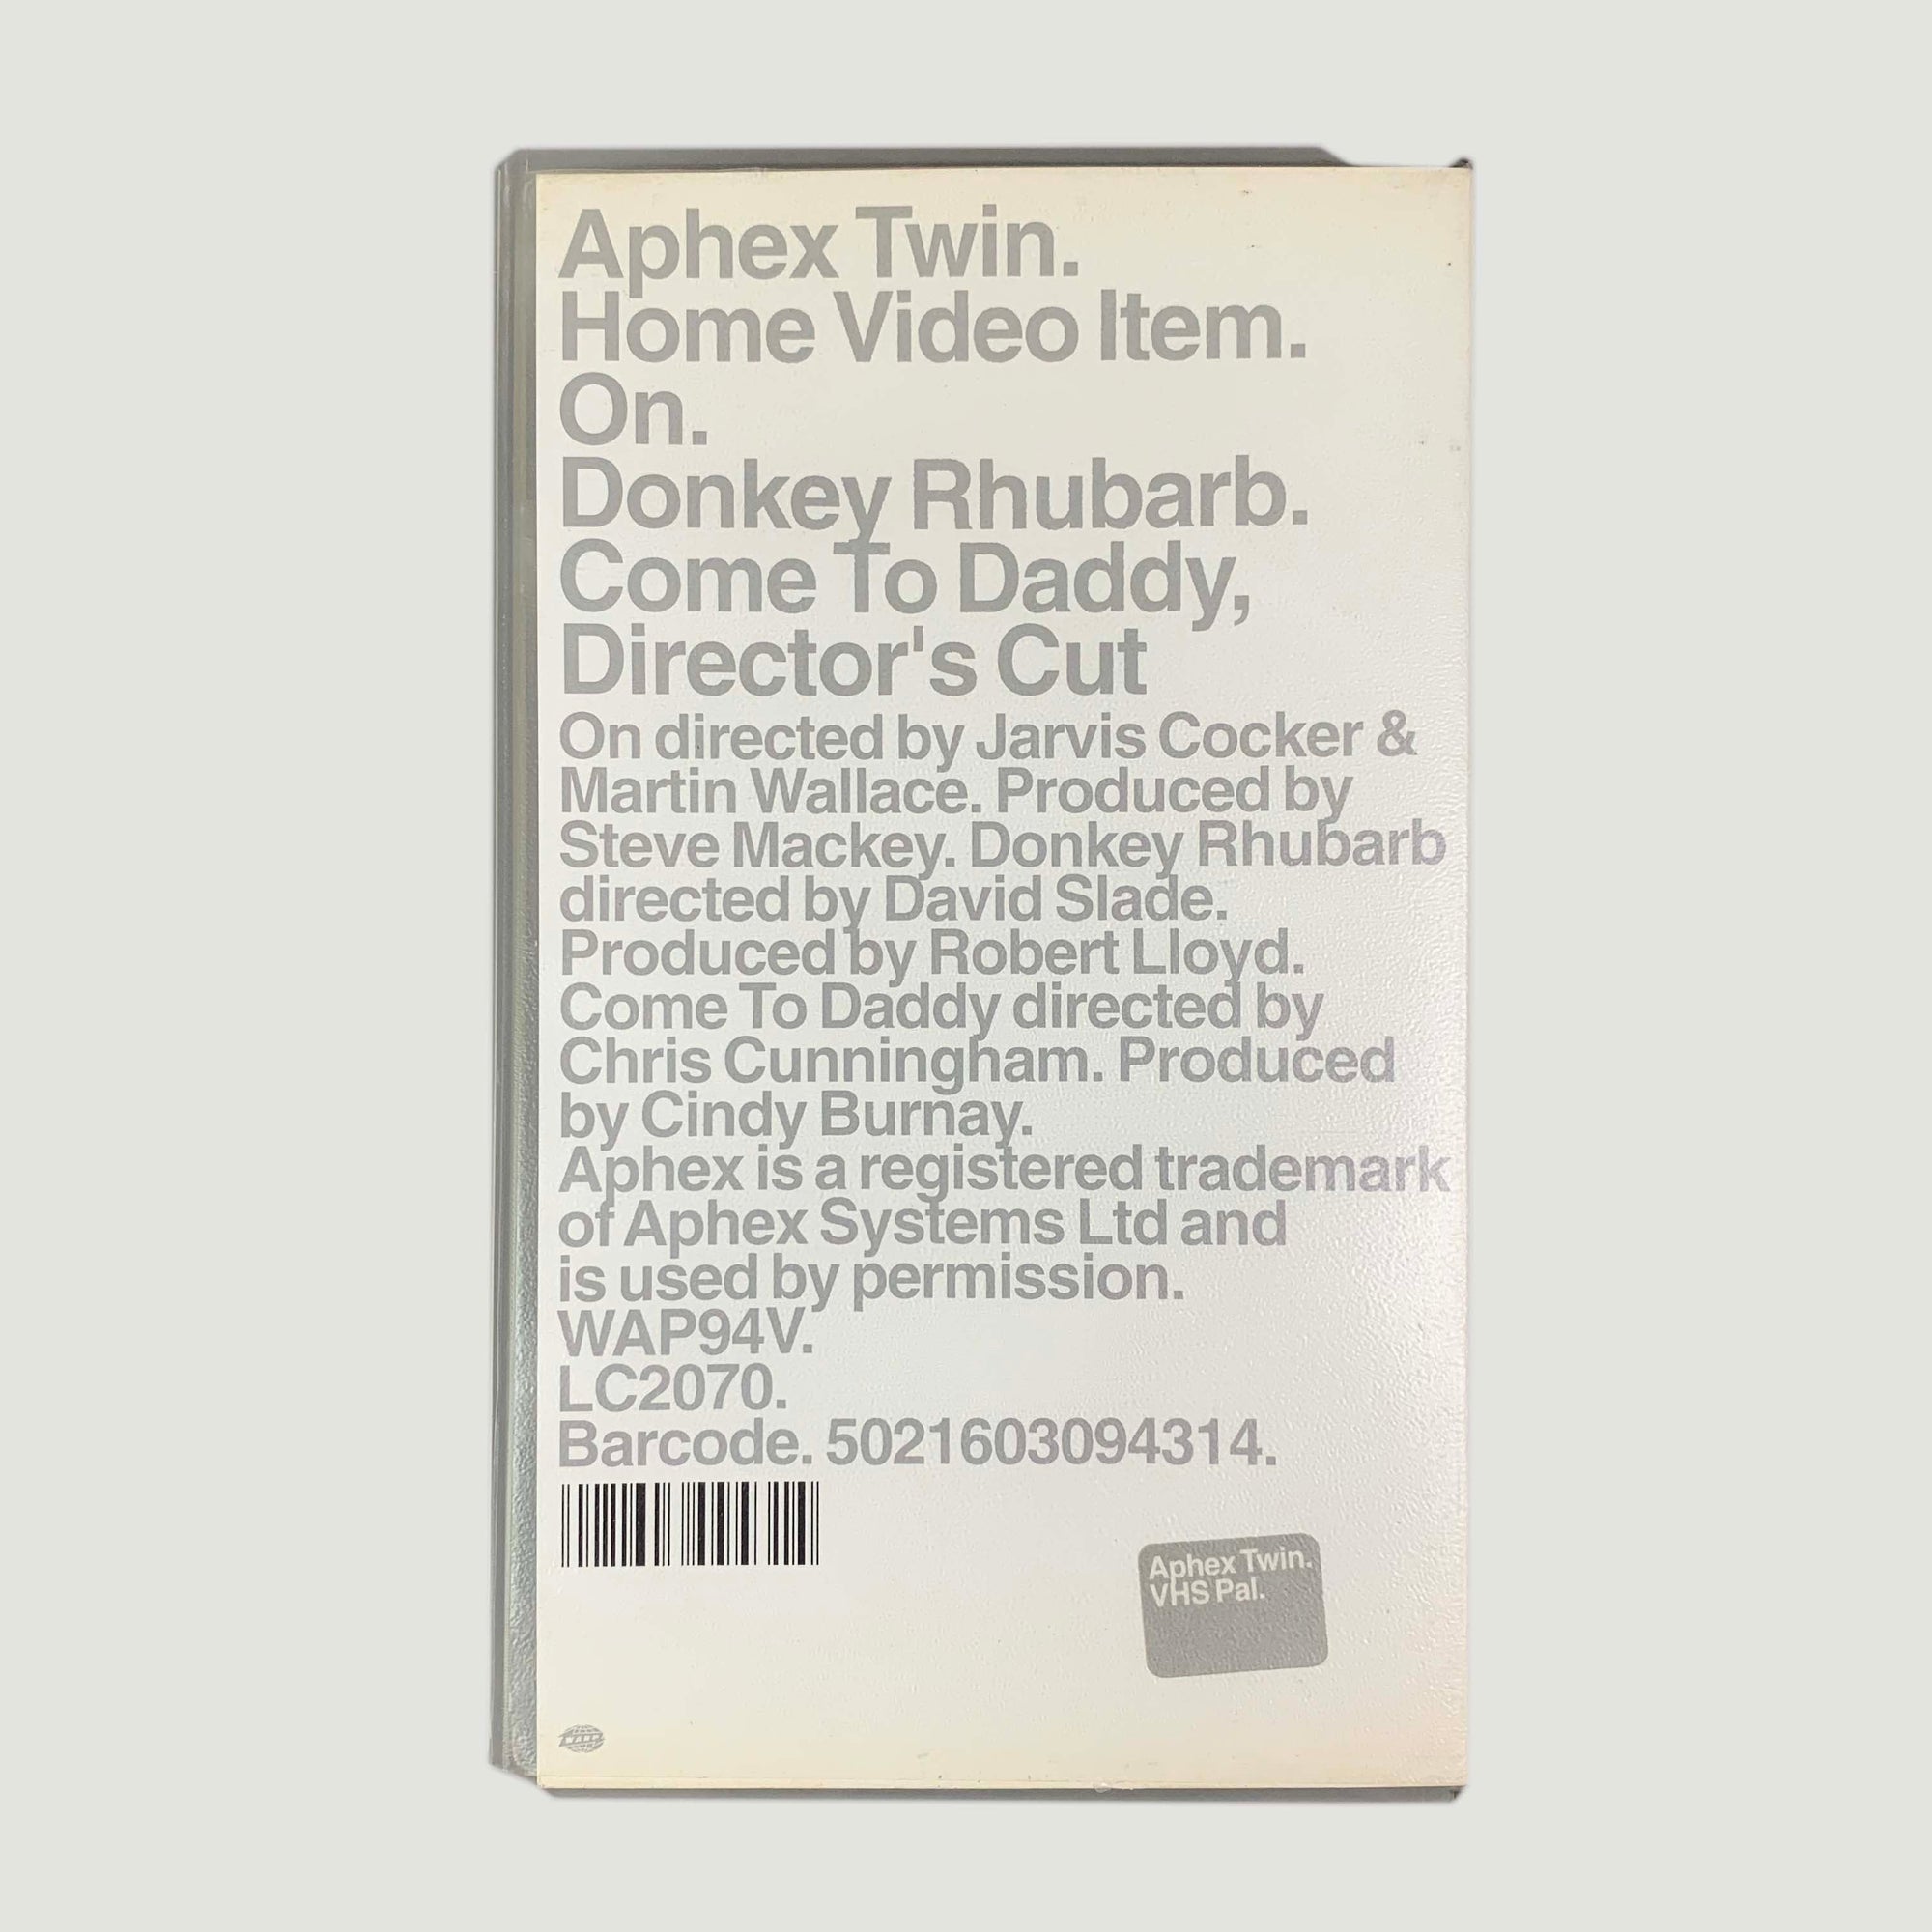 Aphex Twin.
Home Video Item.
On.
Donkey Rhubarb.
Come To Daddy,
Director's Cut
On directed by Jarvis Cocker &
Martin Wallace. Produced by
Steve Mackey. Donkey Rhubarb
directed by David Slade.
Produced by Robert Lloyd.
Come To Daddy directed by
Chris Cunningham. Produced
by Cindy Burnay.
Aphex is a registered trademark
of Aphex Systems Ltd and
is used by permission.
WAP94V.
LC2070.
Barcode. 5021603094314.
Aphex Twin.
VHS Pal.